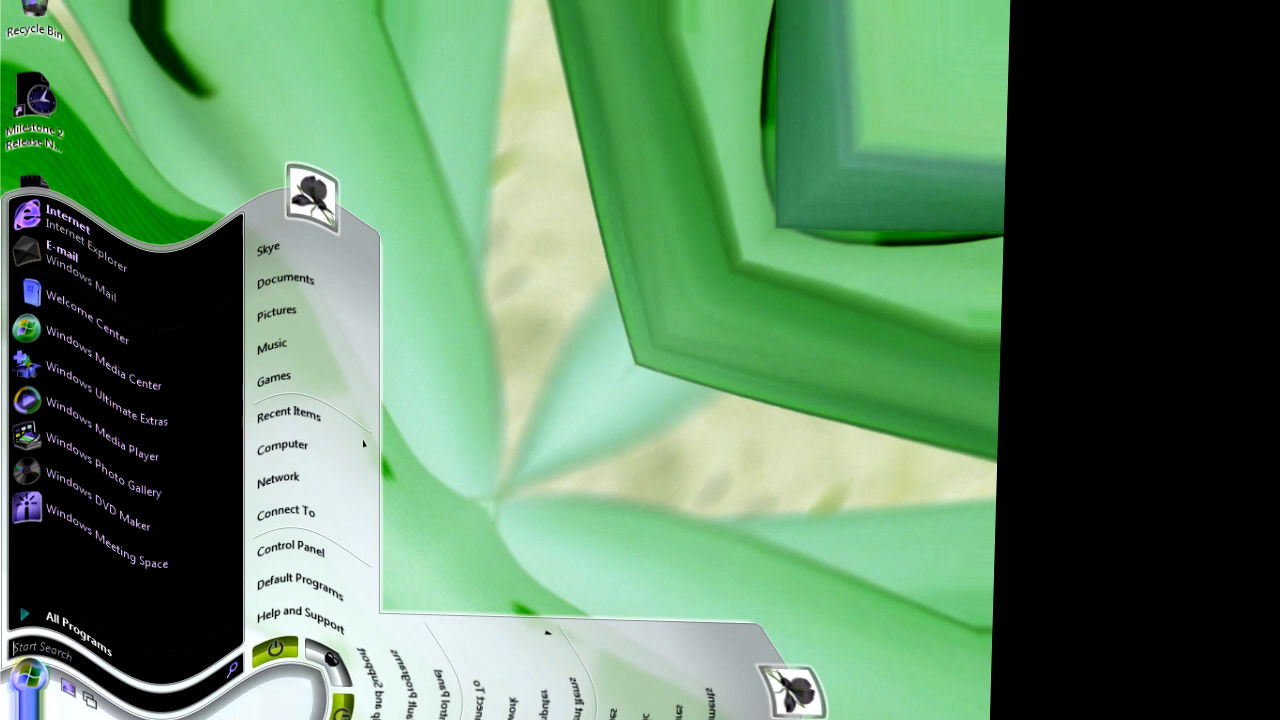 Recycle Bin
Milestone 2
Release N...
Internet
Internet Explorer
E-mail
Windows Mail
Welcome Center
Windows Media Center
Windows Ultimate Extras
Windows Media Player
Windows Photo Gallery
Windows DVD Maker
Windows Meeting Space
All Programs
Start Search
Skye
Documents
Pictures
Music
Games
Recent Items
Computer
Network
Connect To
Control Panel
Default Programs
Help and Support